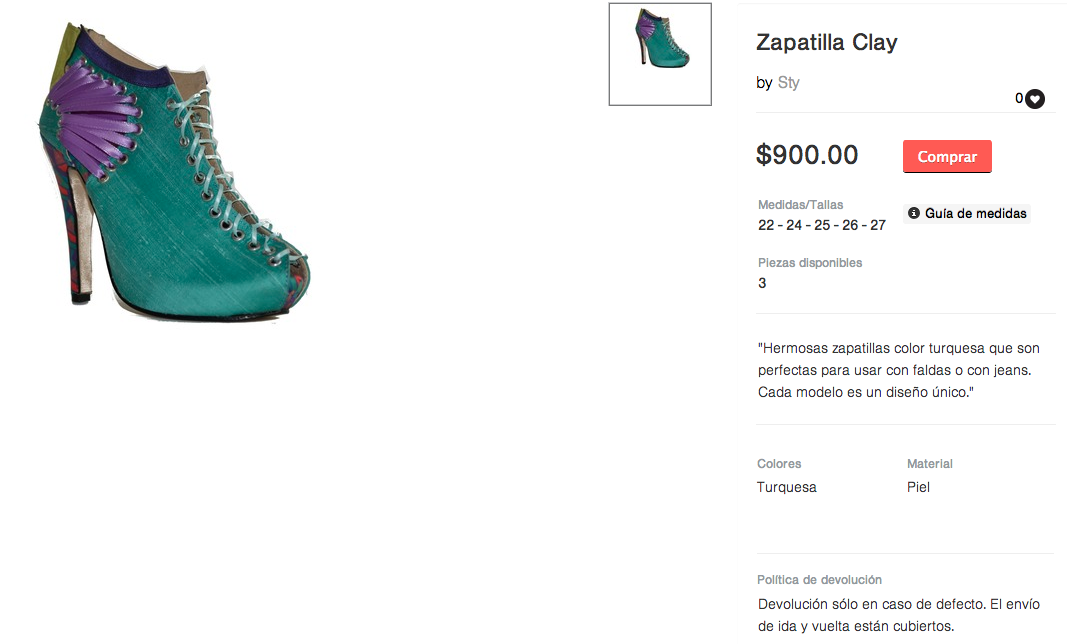 Zapatilla Clay
by Sty
0
$900.00
Comprar
Medidas/Tallas
22 - 24 - 25 - 26 - 27
Guía de medidas
Piezas disponibles
3
"Hermosas zapatillas color turquesa que son
perfectas para usar con faldas o con jeans.
Cada modelo es un diseño único."
Colores
Material
Turquesa
Piel
Política de devolución
Devolución sólo en caso de defecto. El envío
de ida y vuelta están cubiertos.